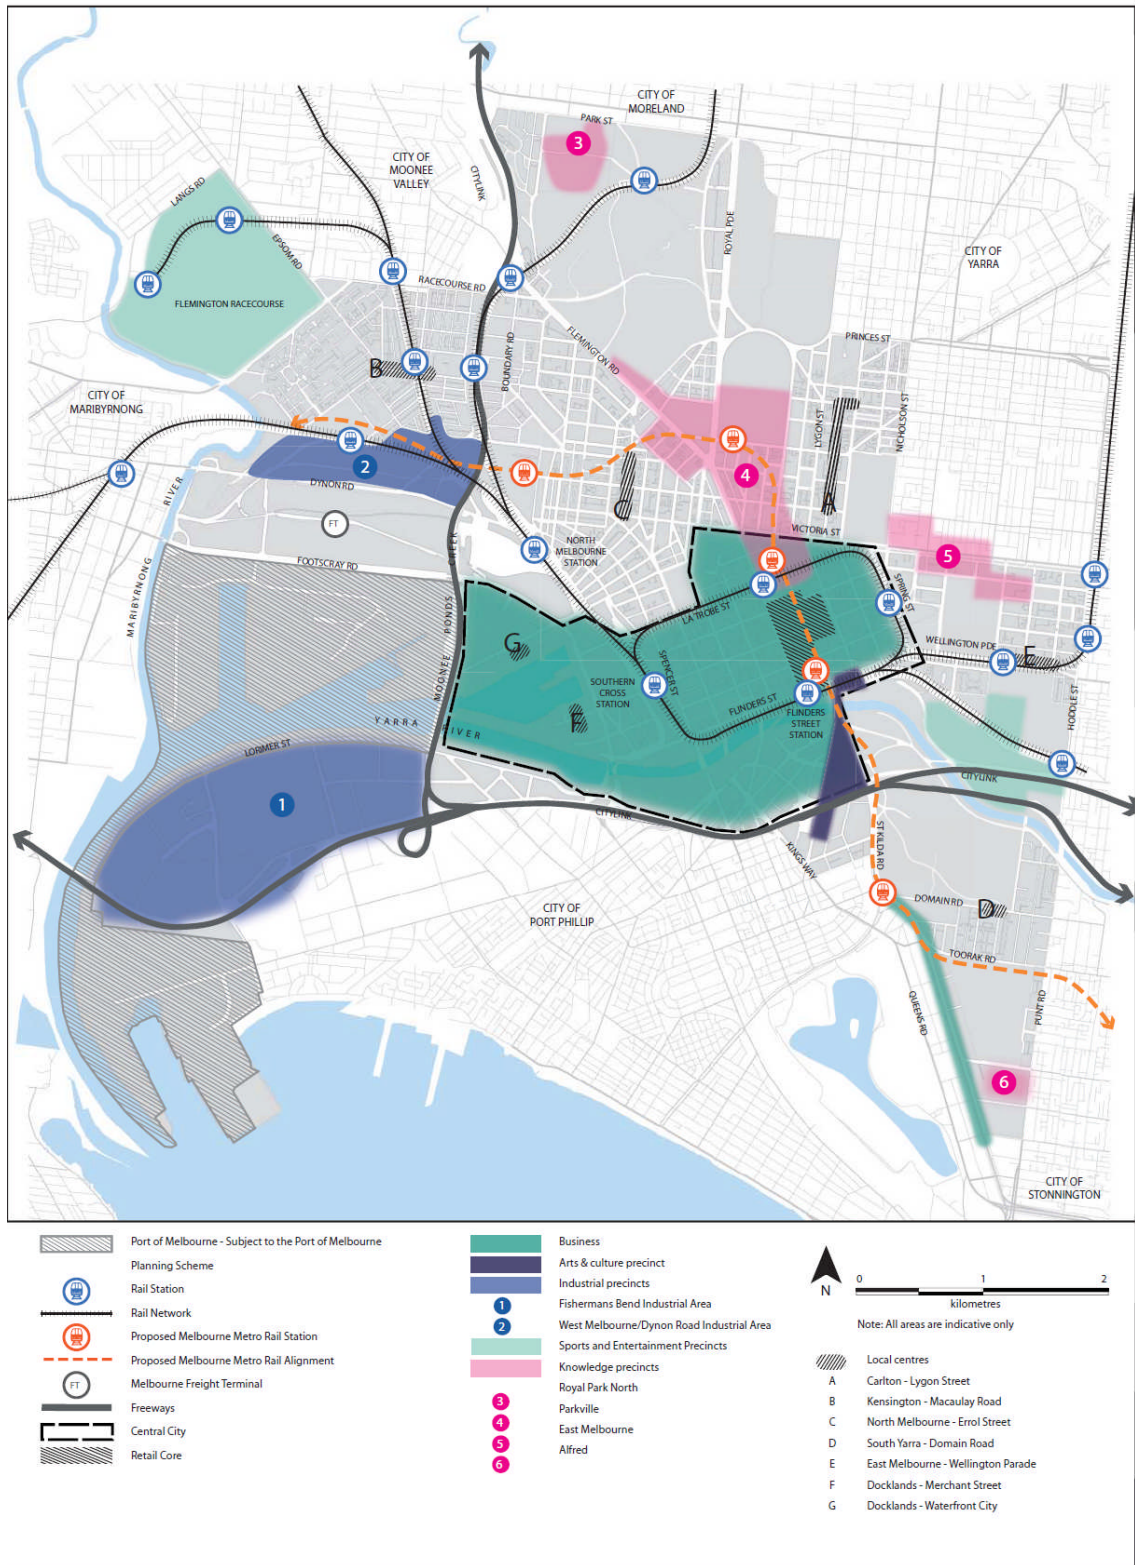 CITY OF
MORELAND
PARK ST
3
CITY OF
MOONEE
VALLEY
CITYLINK
LANGS RD
EPSOM RD
ROYAL PDE
CITY OF
YARRA
RACECOURSE RD
FLEMINGTON RACECOURSE
FLEMINGTON RD
BOUNDARY RD
PRINCES ST
B
CITY OF
MARIBYRNONG
LYGON ST
NICHOLSON ST
2
DYNON RD
4
RIVER
C
A
FT
VICTORIA ST
NORTH
MELBOURNE
STATION
5
CREEK
FOOTSCRAY RD
MARIBYRNONG
LA TROBE ST
SPRING ST
PONDS
MOONEE
G
WELLINGTON PDE
E
SPENCER ST
SOUTHERN
CROSS
STATION
HODDLE ST
FLINDERS ST
FLINDERS
STREET
STATION
F
YARRA
RIVER
LORIMER ST
CITYLINK
1
CITYLINK
ST KILDA RD
KINGS WAY
DOMAIN RD
D
CITY OF
PORT PHILLIP
TOORAK RD
QUEENS RD
PUNT RD
6
CITY OF
STONNINGTON
Port of Melbourne - Subject to the Port of Melbourne
Planning Scheme
Rail Station
Rail Network
Proposed Melbourne Metro Rail Station
Proposed Melbourne Metro Rail Alignment
FT
Melbourne Freight Terminal
Freeways
Central City
Retail Core
Business
Arts & culture precinct
Industrial precincts
1
Fishermans Bend Industrial Area
2
West Melbourne/Dynon Road Industrial Area
Sports and Entertainment Precincts
Knowledge precincts
Royal Park North
3
Parkville
4
East Melbourne
5
Alfred
6
N
0 1 2
kilometres
Note: All areas are indicative only
Local centres
A Carlton - Lygon Street
B Kensington - Macaulay Road
C North Melbourne - Errol Street
D South Yarra - Domain Road
E East Melbourne - Wellington Parade
F Docklands - Merchant Street
G Docklands - Waterfront City